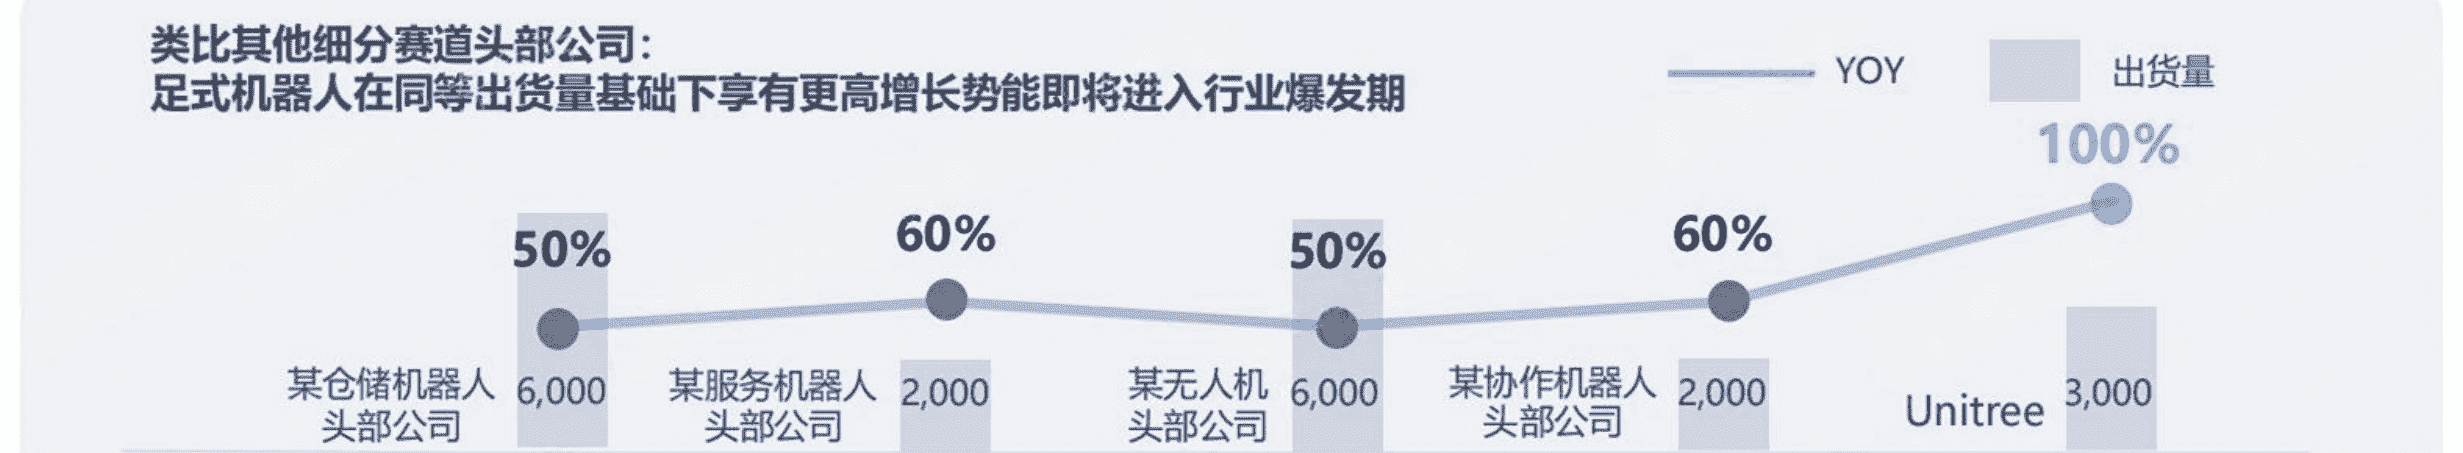 类比其他细分赛道头部公司：
足式机器人在同等出货量基础下享有更高增长势能即将进入行业爆发期
YOY
出货量
50%
60%
50%
60%
100%
某仓储机器人
头部公司
6,000
某服务机器人
头部公司
2,000
某无人机
头部公司
6,000
某协作机器人
头部公司
2,000
Unitree
3,000